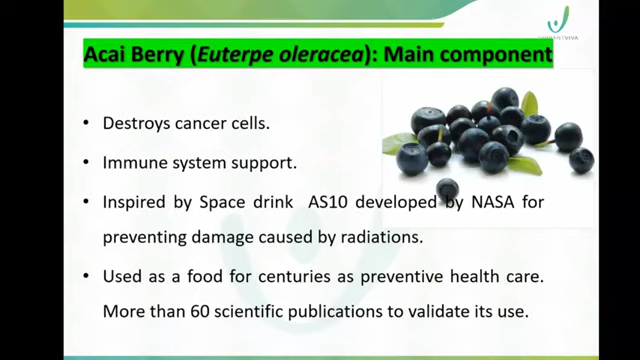 Acai Berry (Euterpe oleracea): Main component
• Destroys cancer cells.
• Immune system support.
• Inspired by Space drink AS10 developed by NASA for
preventing damage caused by radiations.
• Used as a food for centuries as preventive health care.
More than 60 scientific publications to validate its use.